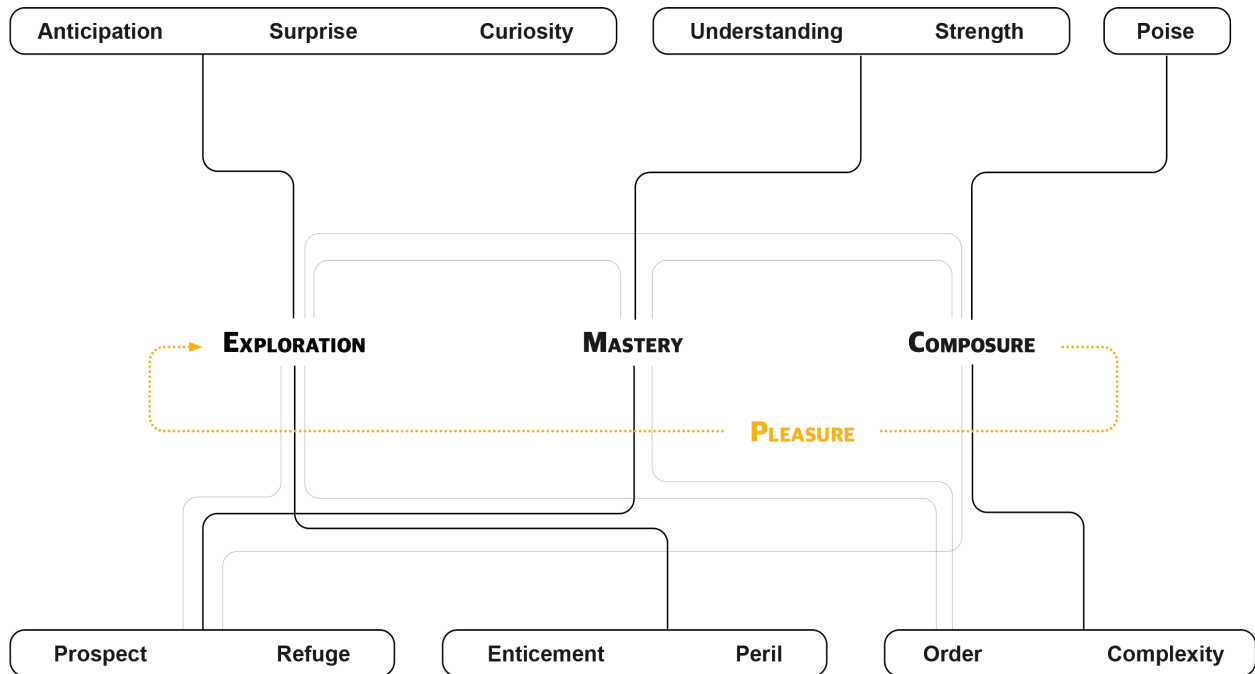 Anticipation Surprise Curiosity Understanding Strength Poise
EXPLORATION MASTERY COMPOSURE
PLEASURE
Prospect Refuge Enticement Peril Order Complexity